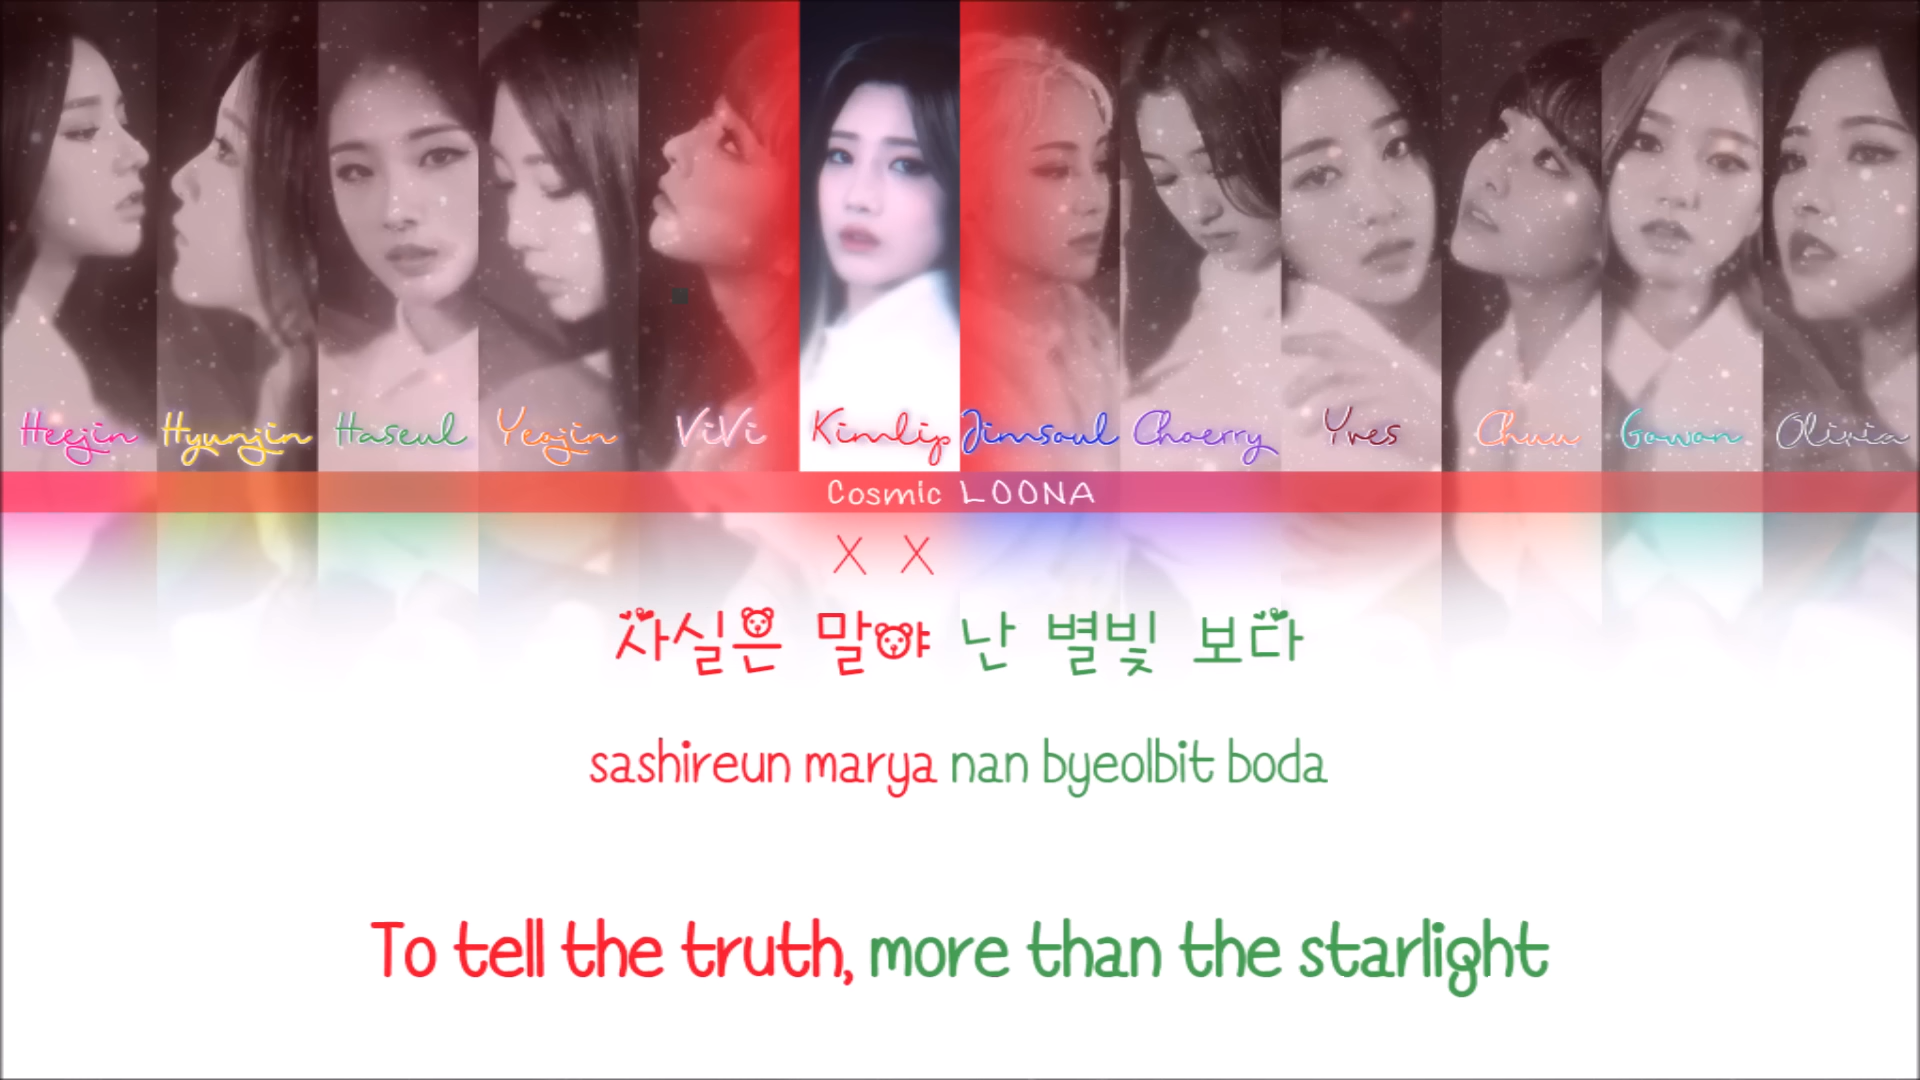 Heejin Hyunjin Haseul Yeojin ViVi Kimlip Jinsoul Choerry Yves Chuu Gowon Olivia
Cosmic LOONA
X X
사실은 말야 난 별빛 보다
sashireun marya nan byeolbit boda
To tell the truth, more than the starlight